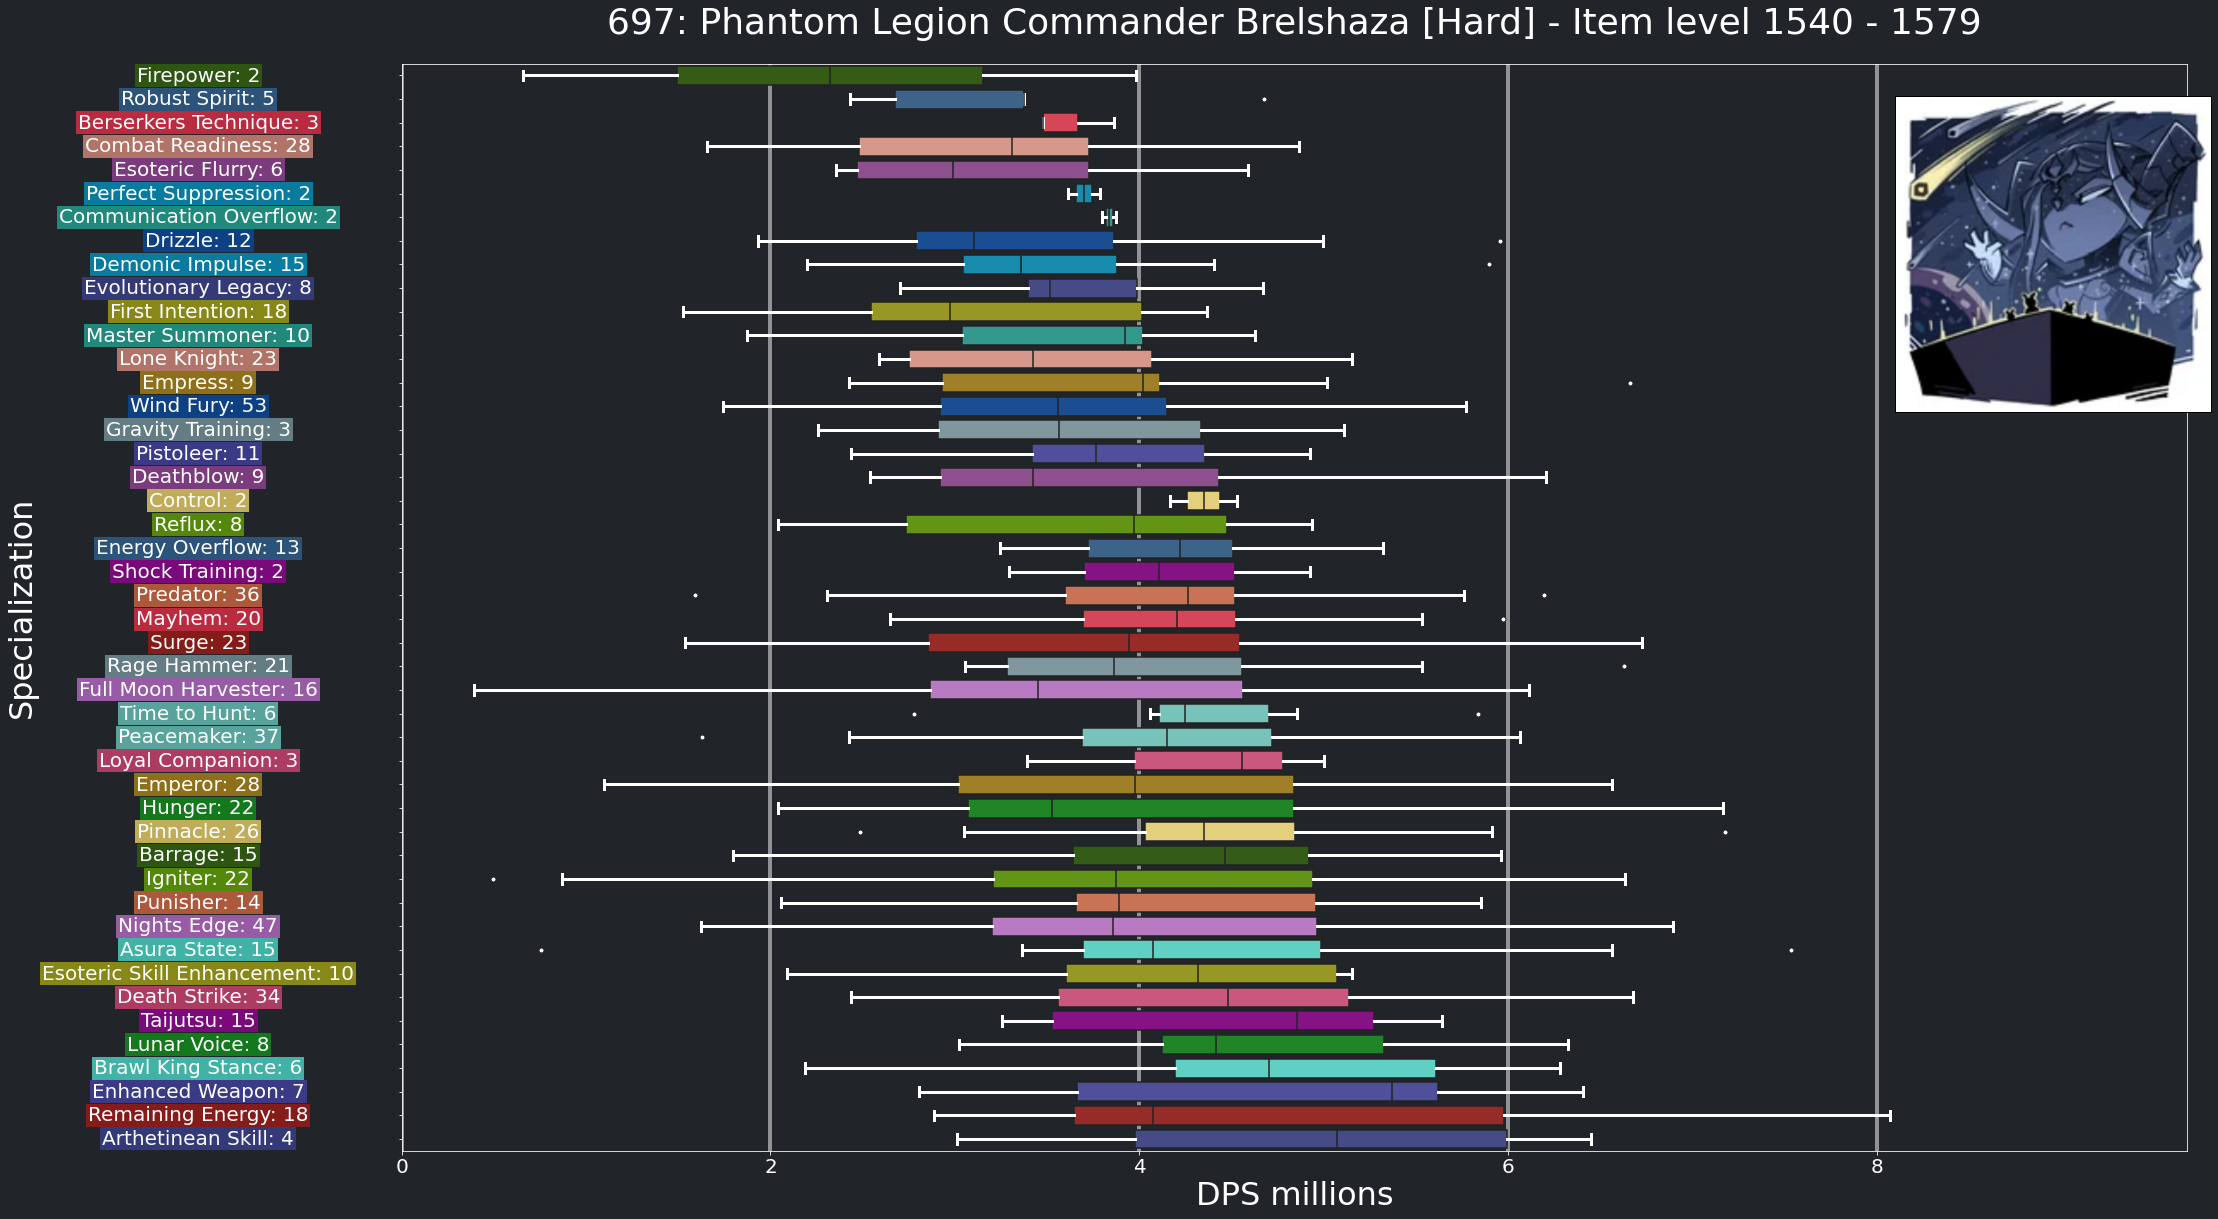 697: Phantom Legion Commander Brelshaza [Hard] - Item level 1540 - 1579
Specialization
Firepower: 2
Robust Spirit: 5
Berserkers Technique: 3
Combat Readiness: 28
Esoteric Flurry: 6
Perfect Suppression: 2
Communication Overflow: 2
Drizzle: 12
Demonic Impulse: 15
Evolutionary Legacy: 8
First Intention: 18
Master Summoner: 10
Lone Knight: 23
Empress: 9
Wind Fury: 53
Gravity Training: 3
Pistoleer: 11
Deathblow: 9
Control: 2
Reflux: 8
Energy Overflow: 13
Shock Training: 2
Predator: 36
Mayhem: 20
Surge: 23
Rage Hammer: 21
Full Moon Harvester: 16
Time to Hunt: 6
Peacemaker: 37
Loyal Companion: 3
Emperor: 28
Hunger: 22
Pinnacle: 26
Barrage: 15
Igniter: 22
Punisher: 14
Nights Edge: 47
Asura State: 15
Esoteric Skill Enhancement: 10
Death Strike: 34
Taijutsu: 15
Lunar Voice: 8
Brawl King Stance: 6
Enhanced Weapon: 7
Remaining Energy: 18
Arthetinean Skill: 4
0 2 4 6 8
DPS millions